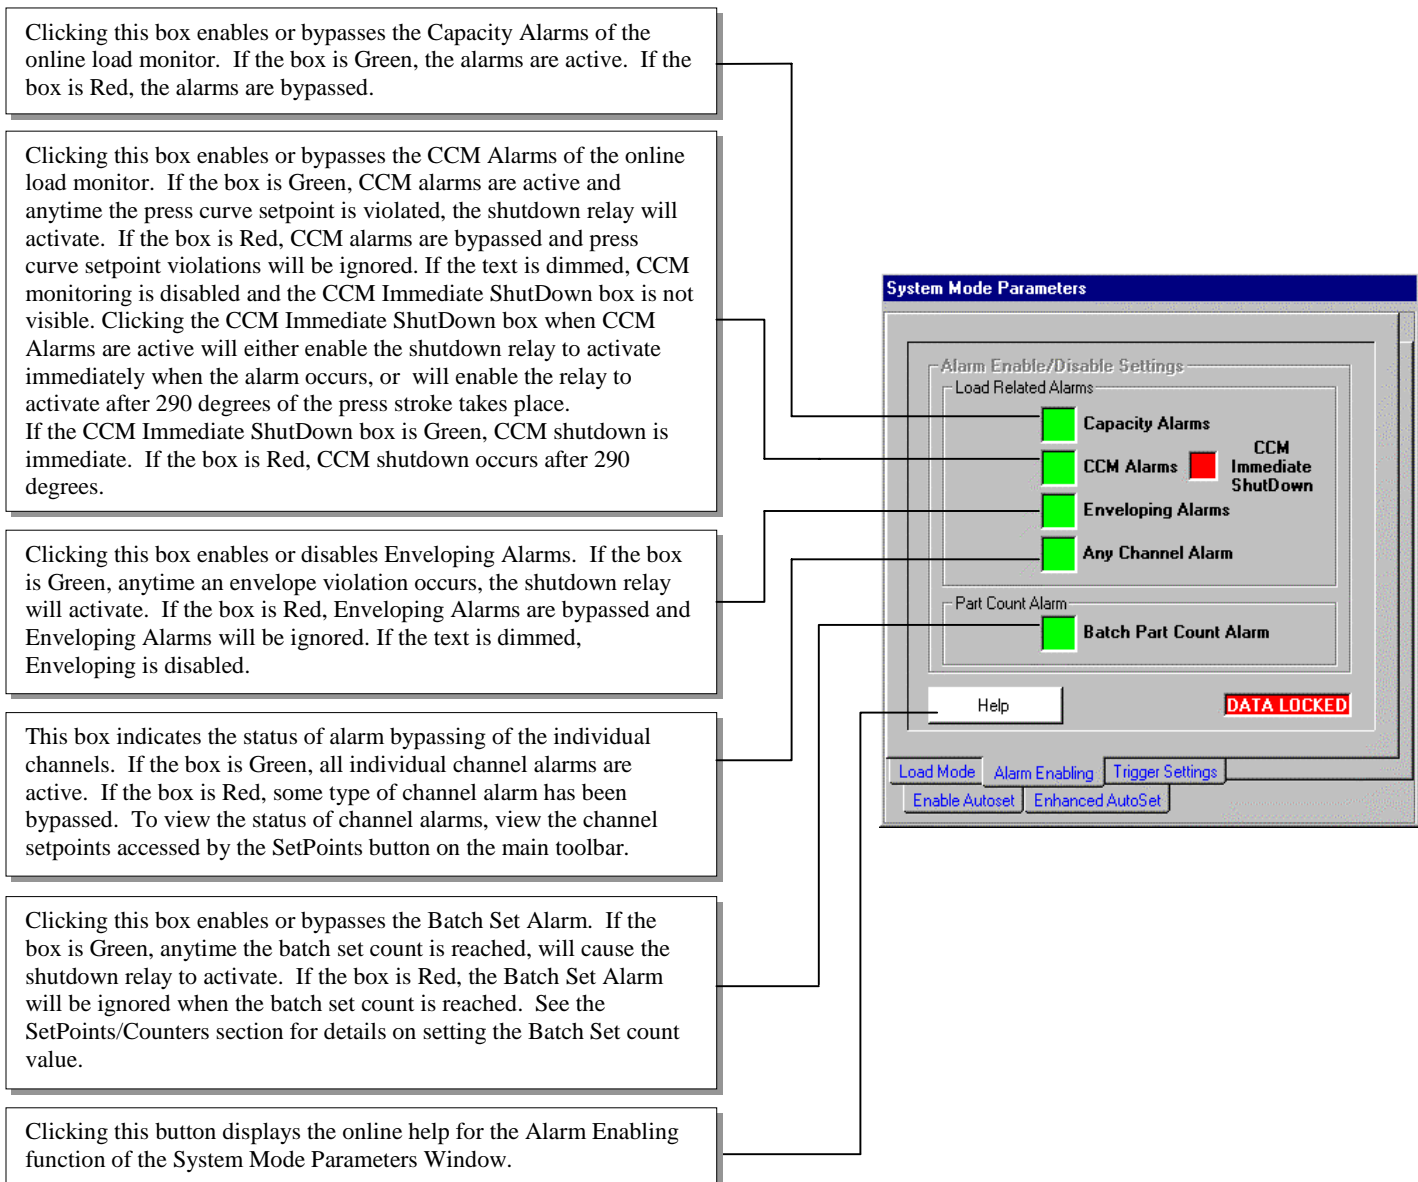 Clicking this box enables or bypasses the Capacity Alarms of the
online load monitor.  If the box is Green, the alarms are active.  If the
box is Red, the alarms are bypassed.
Clicking this box enables or bypasses the CCM Alarms of the online
load monitor.  If the box is Green, CCM alarms are active and
anytime the press curve setpoint is violated, the shutdown relay will
activate.  If the box is Red, CCM alarms are bypassed and press
curve setpoint violations will be ignored. If the text is dimmed, CCM
monitoring is disabled and the CCM Immediate ShutDown box is not
visible. Clicking the CCM Immediate ShutDown box when CCM
Alarms are active will either enable the shutdown relay to activate
immediately when the alarm occurs, or  will enable the relay to
activate after 290 degrees of the press stroke takes place.
If the CCM Immediate ShutDown box is Green, CCM shutdown is
immediate.  If the box is Red, CCM shutdown occurs after 290
degrees.
Clicking this box enables or disables Enveloping Alarms.  If the box
is Green, anytime an envelope violation occurs, the shutdown relay
will activate.  If the box is Red, Enveloping Alarms are bypassed and
Enveloping Alarms will be ignored. If the text is dimmed,
Enveloping is disabled.
This box indicates the status of alarm bypassing of the individual
channels.  If the box is Green, all individual channel alarms are
active.  If the box is Red, some type of channel alarm has been
bypassed.  To view the status of channel alarms, view the channel
setpoints accessed by the SetPoints button on the main toolbar.
Clicking this box enables or bypasses the Batch Set Alarm.  If the
box is Green, anytime the batch set count is reached, will cause the
shutdown relay to activate.  If the box is Red, the Batch Set Alarm
will be ignored when the batch set count is reached.  See the
SetPoints/Counters section for details on setting the Batch Set count
value.
Clicking this button displays the online help for the Alarm Enabling
function of the System Mode Parameters Window.
System Mode Parameters
Alarm Enable/Disable Settings
Load Related Alarms
Capacity Alarms
CCM Alarms
CCM
Immediate
ShutDown
Enveloping Alarms
Any Channel Alarm
Part Count Alarm
Batch Part Count Alarm
Help
DATA LOCKED
Load Mode
Alarm Enabling
Trigger Settings
Enable Autoset
Enhanced AutoSet